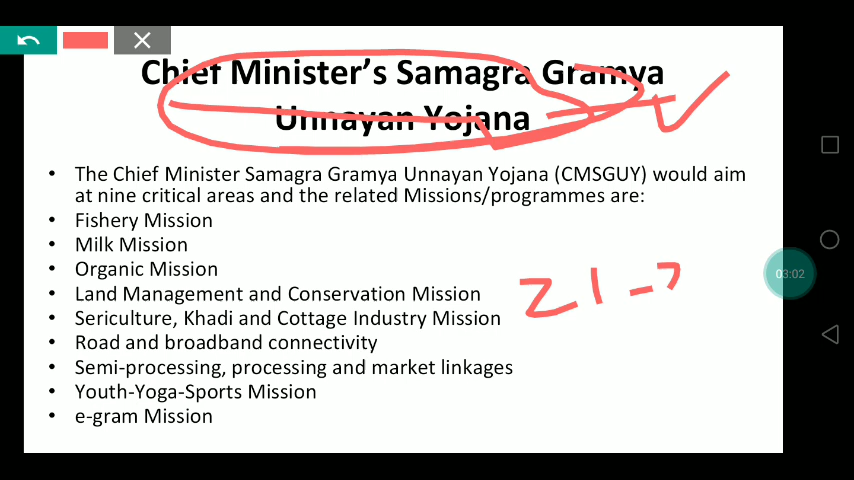 Chief Minister's Samagra Gramya
Unnayan Yojana
• The Chief Minister Samagra Gramya Unnayan Yojana (CMSGUY) would aim
at nine critical areas and the related Missions/programmes are:
• Fishery Mission
• Milk Mission
• Organic Mission
• Land Management and Conservation Mission
• Sericulture, Khadi and Cottage Industry Mission
• Road and broadband connectivity
• Semi-processing, processing and market linkages
• Youth-Yoga-Sports Mission
• e-gram Mission
21-
03:02